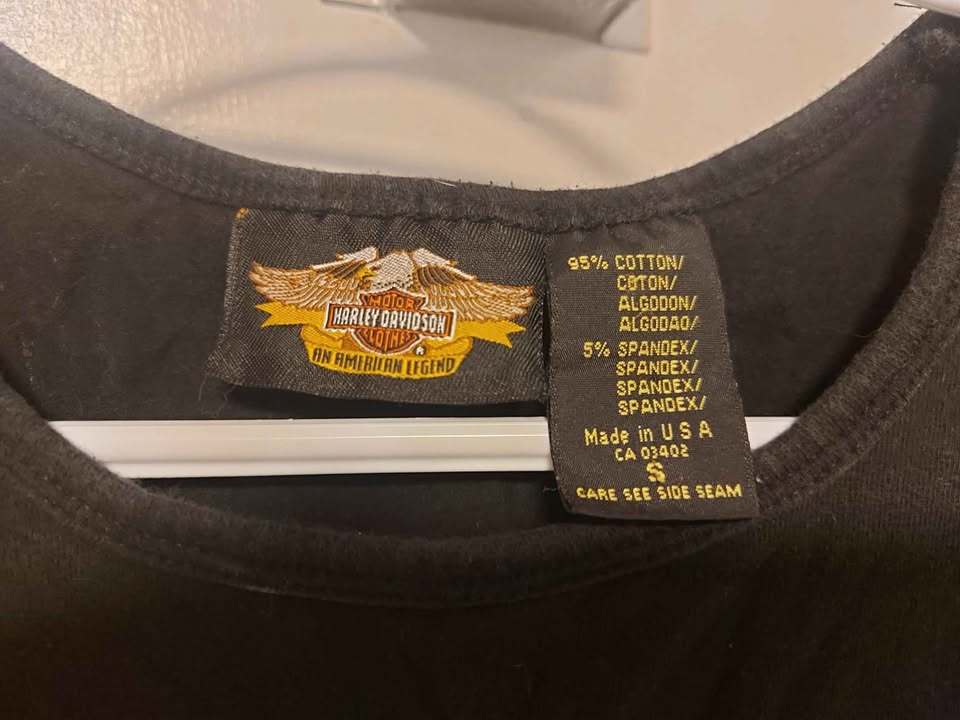 MOTOR
HARLEY-DAVIDSON
CLOTHES
®
AN AMERICAN LEGEND
95% COTTON/
COTON/
ALGODON/
ALGODAO/
5% SPANDEX/
SPANDEX/
SPANDEX/
SPANDEX/
Made in U S A
CA 03402
S
CARE SEE SIDE SEAM